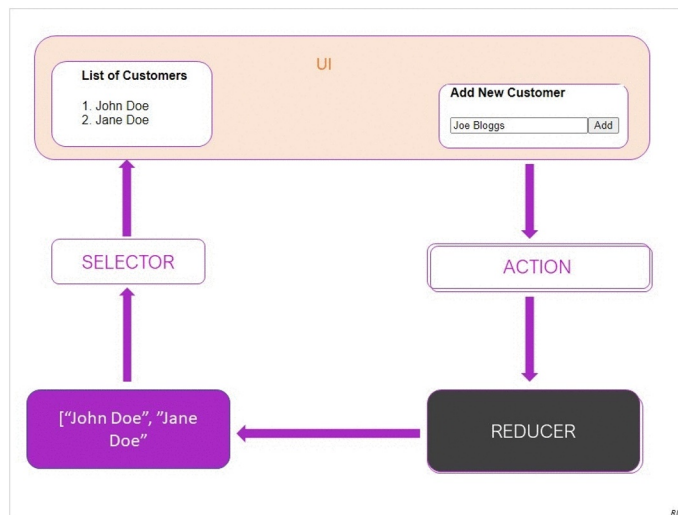 UI
List of Customers
1. John Doe
2. Jane Doe
Add New Customer
Joe Bloggs
Add
SELECTOR
ACTION
[“John Doe”, ”Jane
Doe”
REDUCER